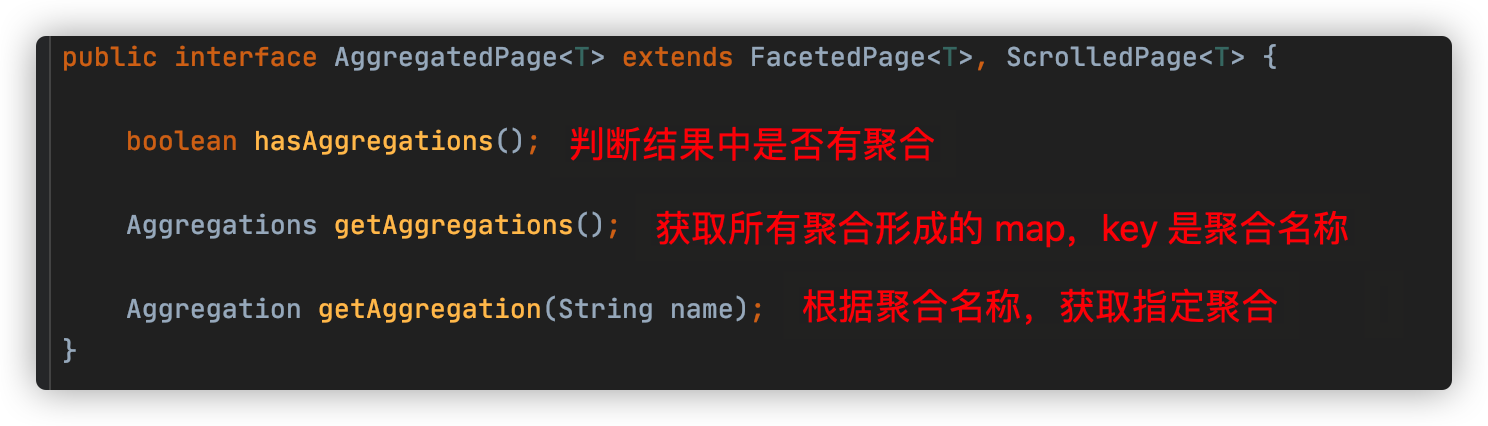 public interface AggregatedPage<T> extends FacetedPage<T>, ScrolledPage<T> {
boolean hasAggregations(); 判断结果中是否有聚合
Aggregations getAggregations(); 获取所有聚合形成的 map，key 是聚合名称
Aggregation getAggregation(String name); 根据聚合名称，获取指定聚合
}